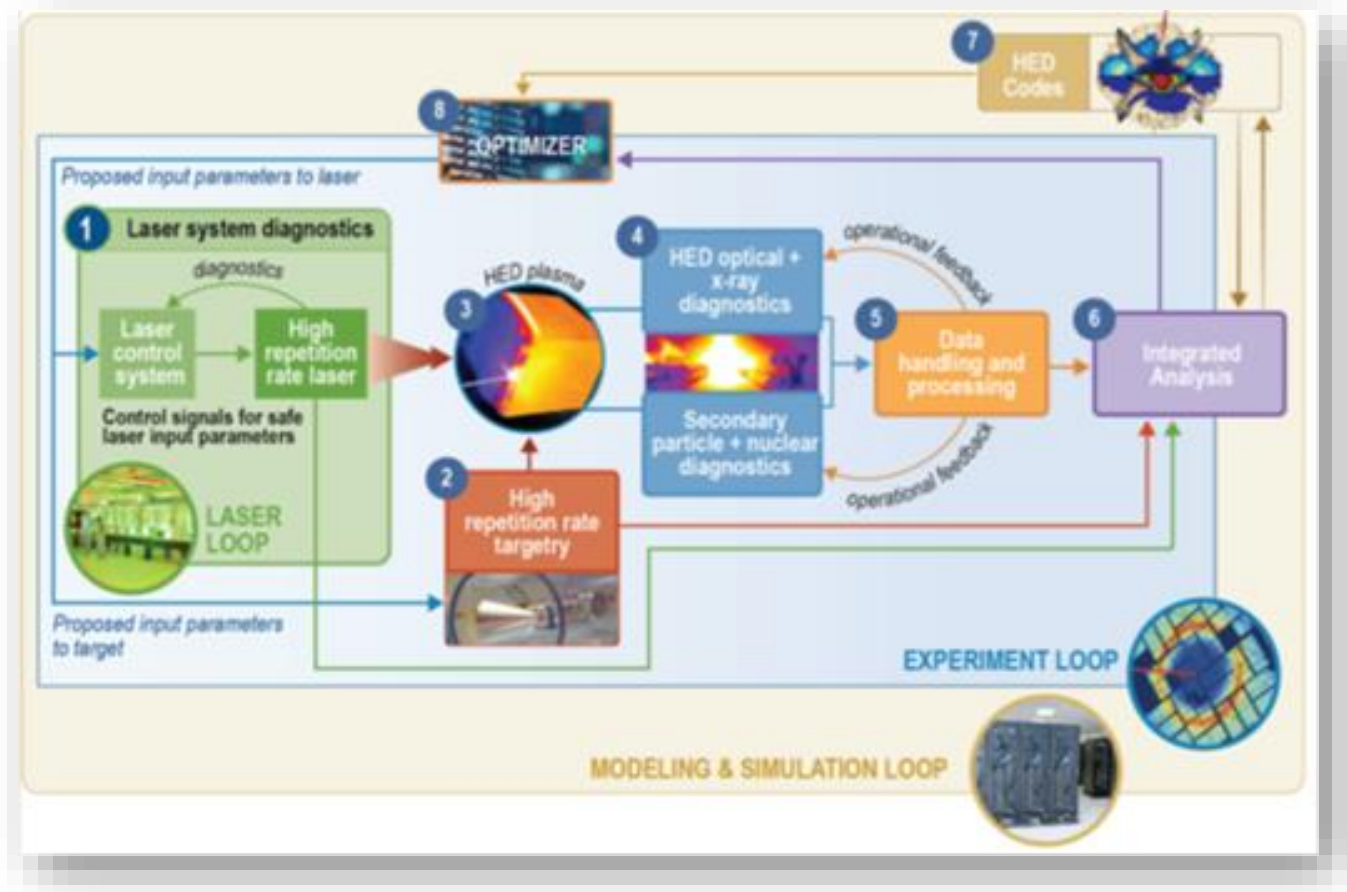 7
HED
Codes
8
OPTIMIZER
Proposed input parameters to laser
1
Laser system diagnostics
diagnostics
Laser
control
system
High
repetition
rate laser
Control signals for safe
laser input parameters
LASER
LOOP
HED plasma
3
2
High
repetition rate
targetry
4
HED optical +
x-ray
diagnostics
Secondary
particle + nuclear
diagnostics
operational feedback
5
Data
handling and
processing
operational feedback
6
Integrated
Analysis
Proposed input parameters
to target
EXPERIMENT LOOP
MODELING & SIMULATION LOOP